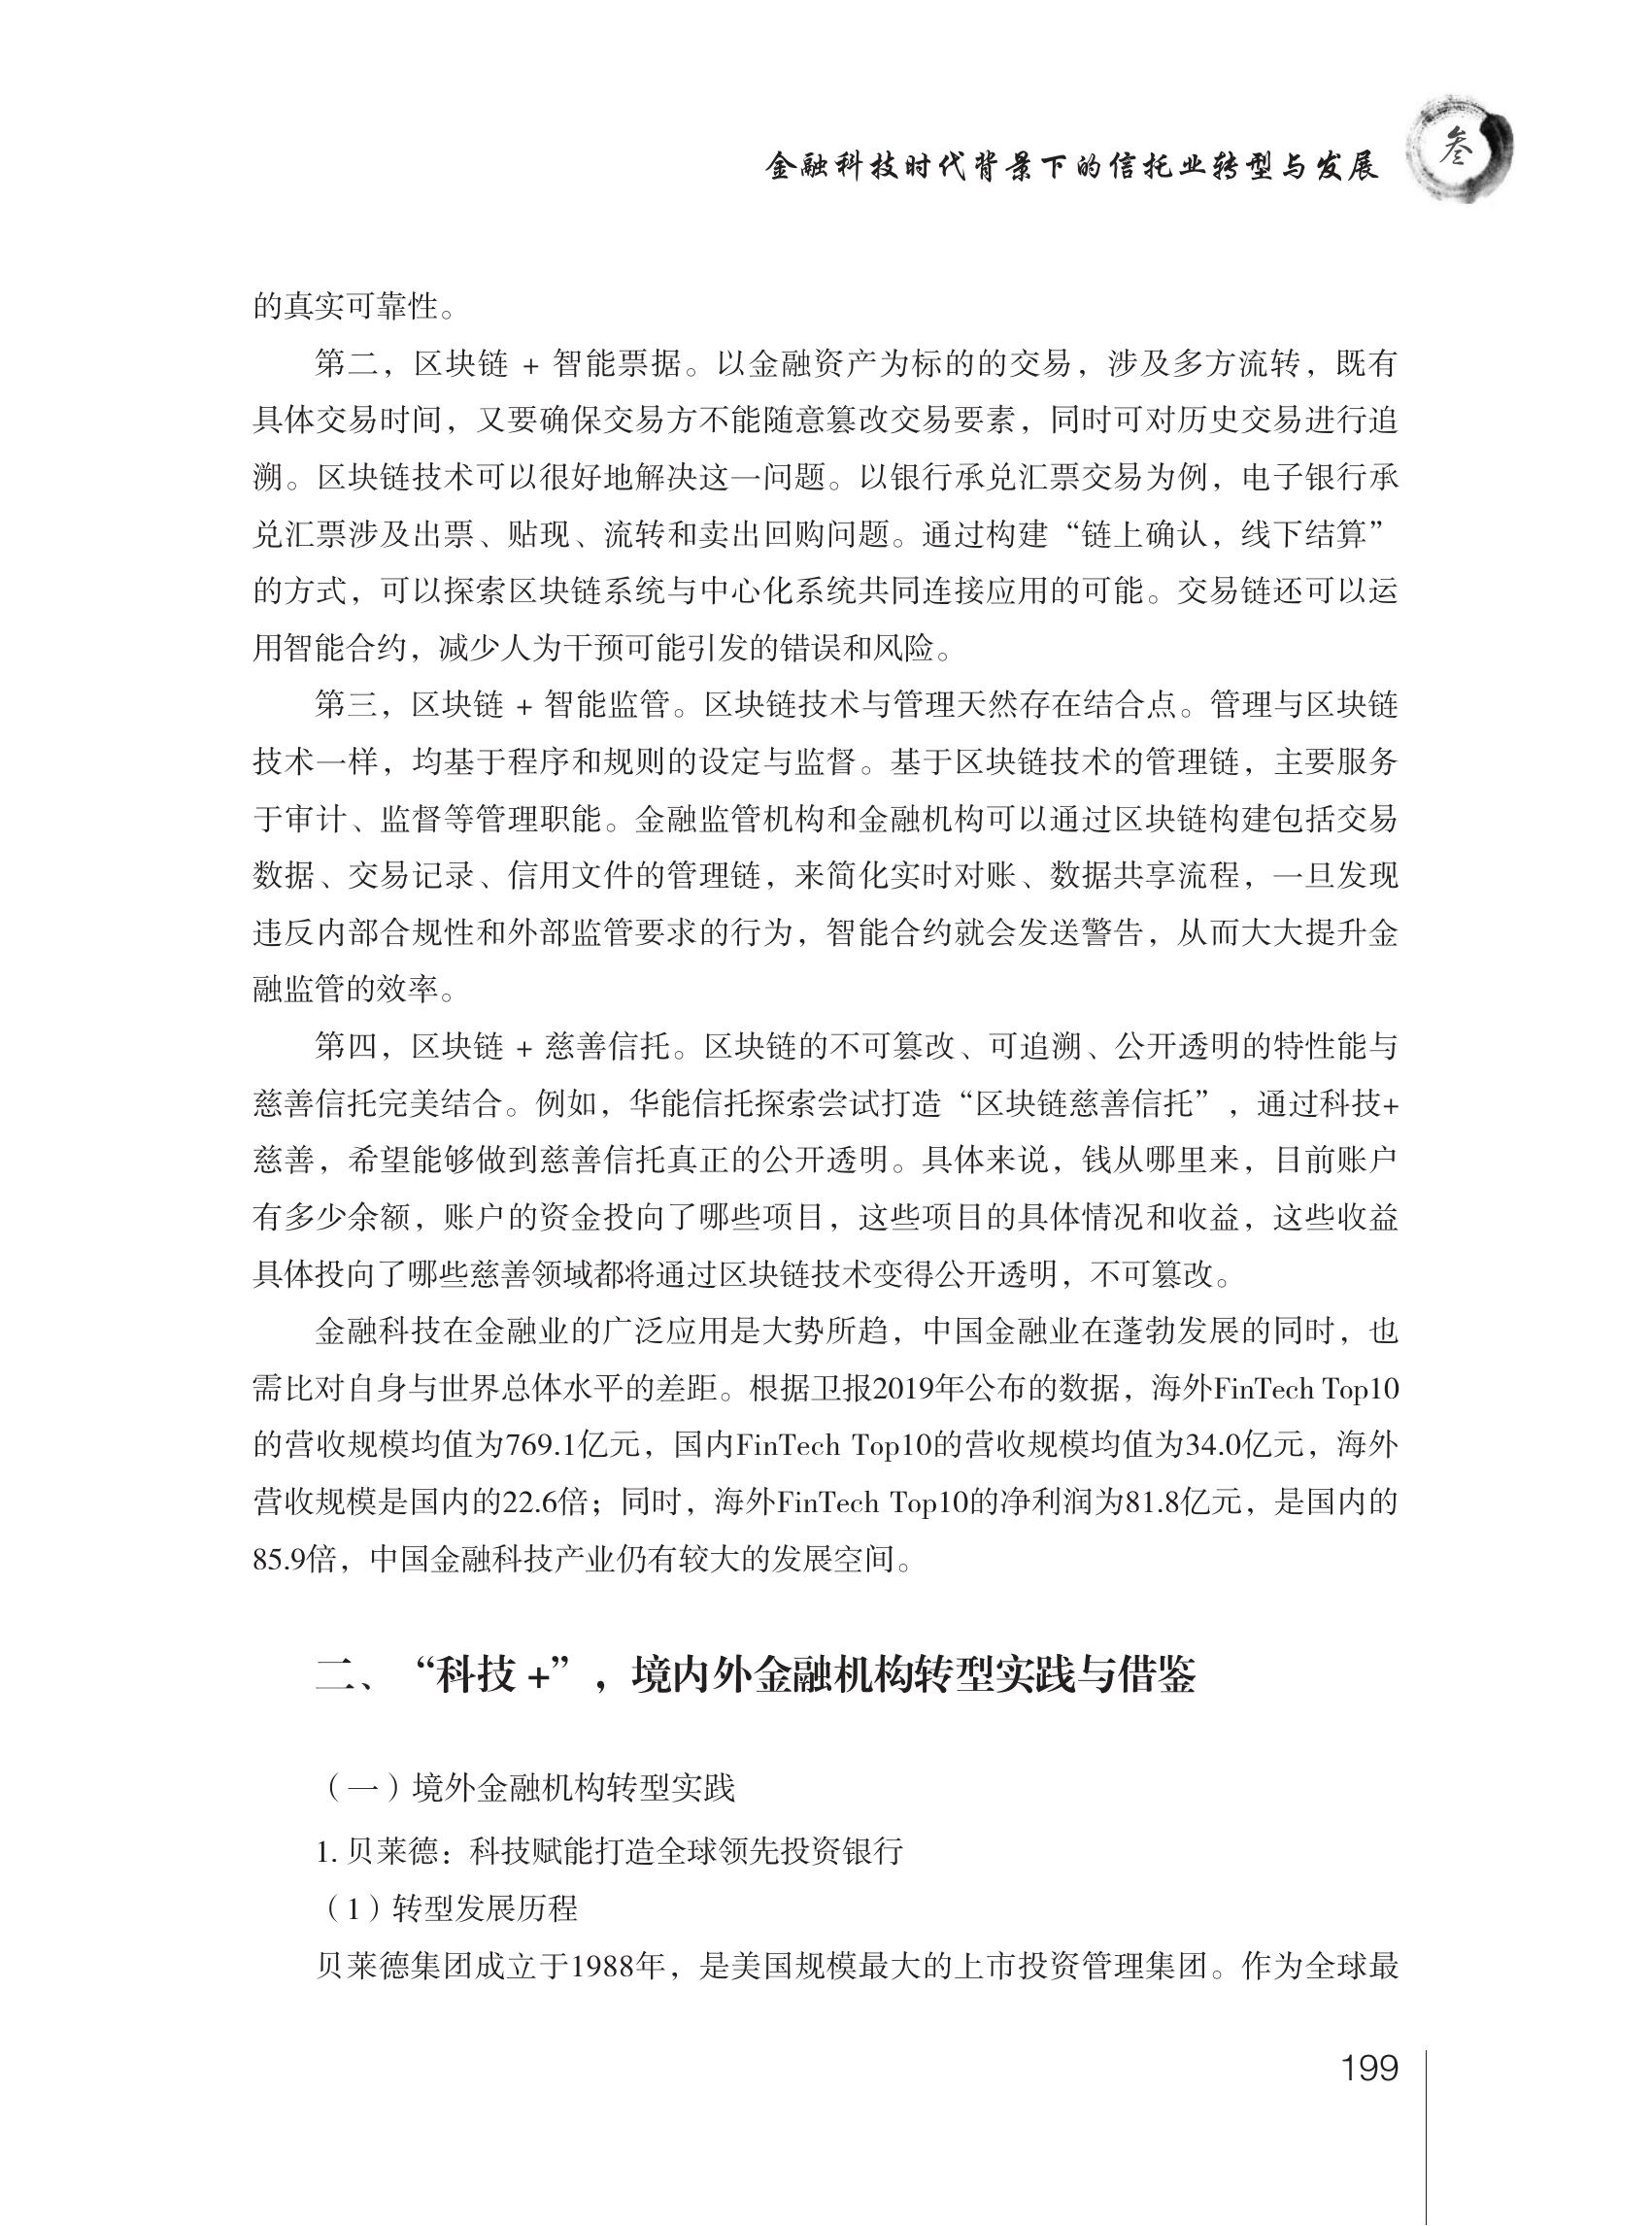 金融科技时代背景下的信托业转型与发展
叁
的真实可靠性。
第二，区块链 + 智能票据。以金融资产为标的的交易，涉及多方流转，既有
具体交易时间，又要确保交易方不能随意篡改交易要素，同时可对历史交易进行追
溯。区块链技术可以很好地解决这一问题。以银行承兑汇票交易为例，电子银行承
兑汇票涉及出票、贴现、流转和卖出回购问题。通过构建“链上确认，线下结算”
的方式，可以探索区块链系统与中心化系统共同连接应用的可能。交易链还可以运
用智能合约，减少人为干预可能引发的错误和风险。
第三，区块链 + 智能监管。区块链技术与管理天然存在结合点。管理与区块链
技术一样，均基于程序和规则的设定与监督。基于区块链技术的管理链，主要服务
于审计、监督等管理职能。金融监管机构和金融机构可以通过区块链构建包括交易
数据、交易记录、信用文件的管理链，来简化实时对账、数据共享流程，一旦发现
违反内部合规性和外部监管要求的行为，智能合约就会发送警告，从而大大提升金
融监管的效率。
第四，区块链 + 慈善信托。区块链的不可篡改、可追溯、公开透明的特性能与
慈善信托完美结合。例如，华能信托探索尝试打造“区块链慈善信托”，通过科技+
慈善，希望能够做到慈善信托真正的公开透明。具体来说，钱从哪里来，目前账户
有多少余额，账户的资金投向了哪些项目，这些项目的具体情况和收益，这些收益
具体投向了哪些慈善领域都将通过区块链技术变得公开透明，不可篡改。
金融科技在金融业的广泛应用是大势所趋，中国金融业在蓬勃发展的同时，也
需比对自身与世界总体水平的差距。根据卫报2019年公布的数据，海外FinTech Top10
的营收规模均值为769.1亿元，国内FinTech Top10的营收规模均值为34.0亿元，海外
营收规模是国内的22.6倍；同时，海外FinTech Top10的净利润为81.8亿元，是国内的
85.9倍，中国金融科技产业仍有较大的发展空间。
二、“科技 +”，境内外金融机构转型实践与借鉴
（一）境外金融机构转型实践
1. 贝莱德：科技赋能打造全球领先投资银行
（1）转型发展历程
贝莱德集团成立于1988年，是美国规模最大的上市投资管理集团。作为全球最
199